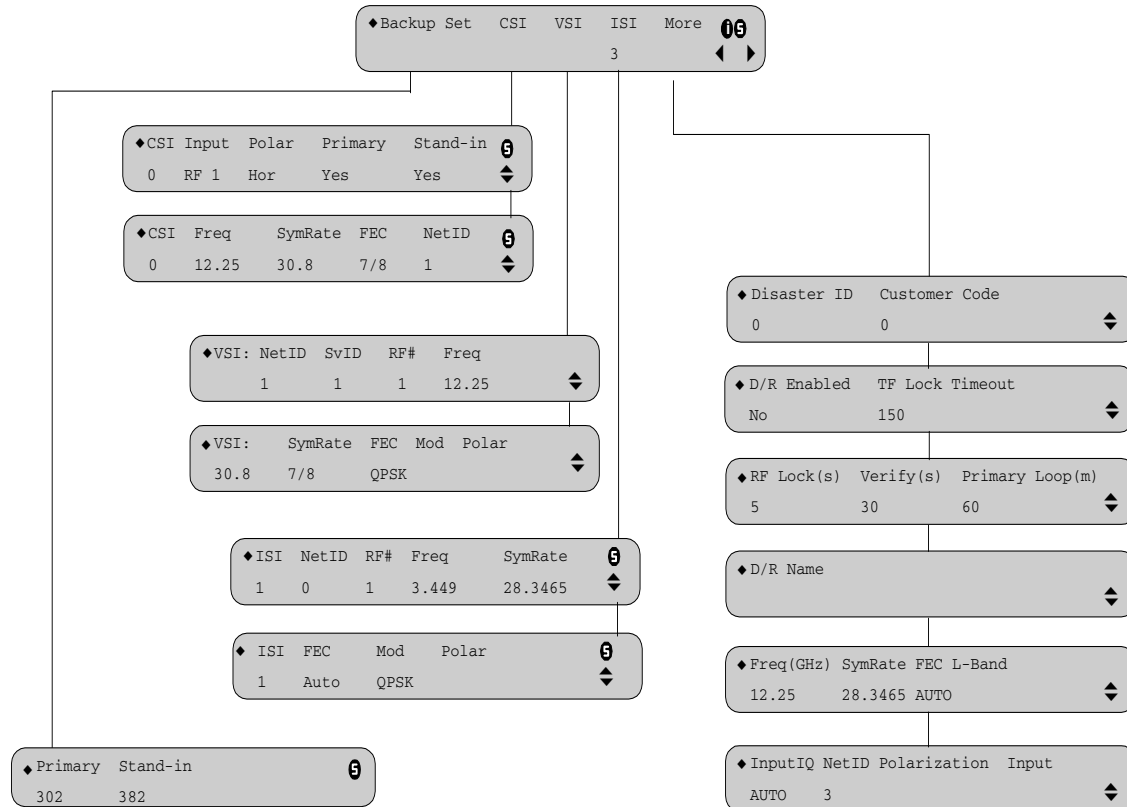 ♦Backup Set CSI VSI ISI More i S
3
♦CSI Input Polar Primary Stand-in S
0 RF 1 Hor Yes Yes
♦CSI Freq SymRate FEC NetID S
0 12.25 30.8 7/8 1
♦VSI: NetID SvID RF# Freq
1 1 1 12.25
♦VSI: SymRate FEC Mod Polar
30.8 7/8 QPSK
♦ISI NetID RF# Freq SymRate S
1 0 1 3.449 28.3465
♦ ISI FEC Mod Polar S
1 Auto QPSK
♦Primary Stand-in S
302 382
♦Disaster ID Customer Code
0 0
♦D/R Enabled TF Lock Timeout
No 150
♦RF Lock(s) Verify(s) Primary Loop(m)
5 30 60
♦D/R Name
♦Freq(GHz) SymRate FEC L-Band
12.25 28.3465 AUTO
♦InputIQ NetID Polarization Input
AUTO 3